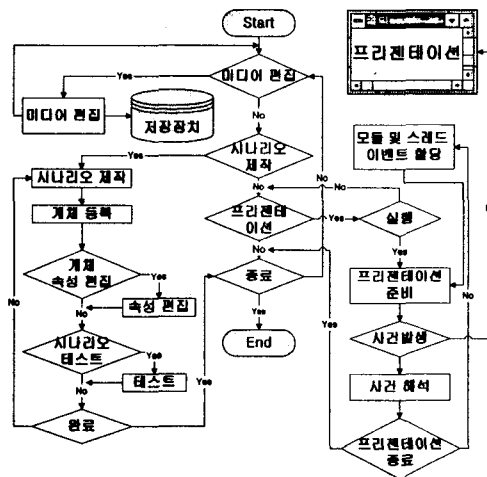 Start
미디어 편집
Yes
No
미디어 편집
저장장치
시나리오
제작
Yes
No
시나리오 제작
개체 등록
개체
속성 편집
Yes
속성 편집
No
시나리오
테스트
Yes
테스트
No
완료
No
Yes
프리젠테
이션
Yes
No
종료
No
Yes
End
프리젠테이션
모듈 및 스레드
이벤트 할당
No
실행
No
Yes
프리젠테이션
준비
사건발생
사건 해석
프리젠테이션
종료
Yes
No